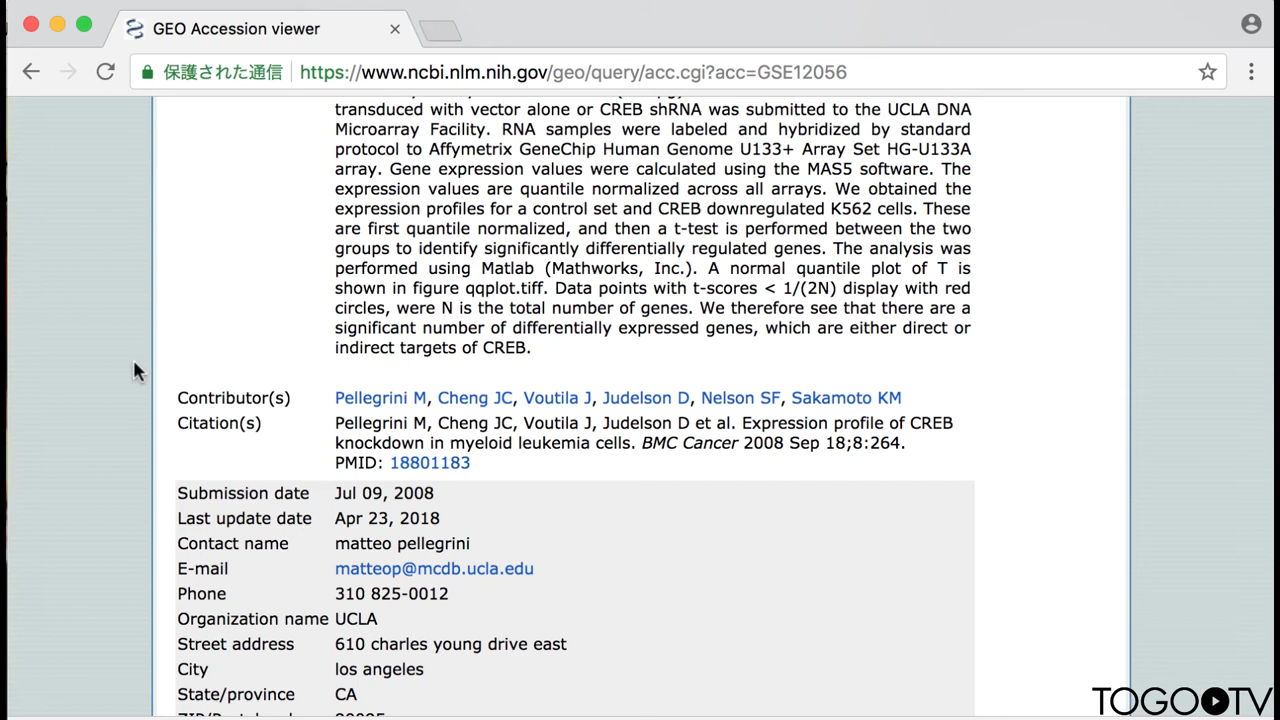 GEO Accession viewer
保護された通信 https://www.ncbi.nlm.nih.gov/geo/query/acc.cgi?acc=GSE12056
transduced with vector alone or CREB shRNA was submitted to the UCLA DNA
Microarray Facility. RNA samples were labeled and hybridized by standard
protocol to Affymetrix GeneChip Human Genome U133+ Array Set HG-U133A
array. Gene expression values were calculated using the MAS5 software. The
expression values are quantile normalized across all arrays. We obtained the
expression profiles for a control set and CREB downregulated K562 cells. These
are first quantile normalized, and then a t-test is performed between the two
groups to identify significantly differentially regulated genes. The analysis was
performed using Matlab (Mathworks, Inc.). A normal quantile plot of T is
shown in figure qqplot.tiff. Data points with t-scores < 1/(2N) display with red
circles, were N is the total number of genes. We therefore see that there are a
significant number of differentially expressed genes, which are either direct or
indirect targets of CREB.
Contributor(s) Pellegrini M, Cheng JC, Voutila J, Judelson D, Nelson SF, Sakamoto KM
Citation(s) Pellegrini M, Cheng JC, Voutila J, Judelson D et al. Expression profile of CREB
knockdown in myeloid leukemia cells. BMC Cancer 2008 Sep 18;8:264.
PMID: 18801183
Submission date Jul 09, 2008
Last update date Apr 23, 2018
Contact name matteo pellegrini
E-mail matteop@mcdb.ucla.edu
Phone 310 825-0012
Organization name UCLA
Street address 610 charles young drive east
City los angeles
State/province CA
TOGO TV